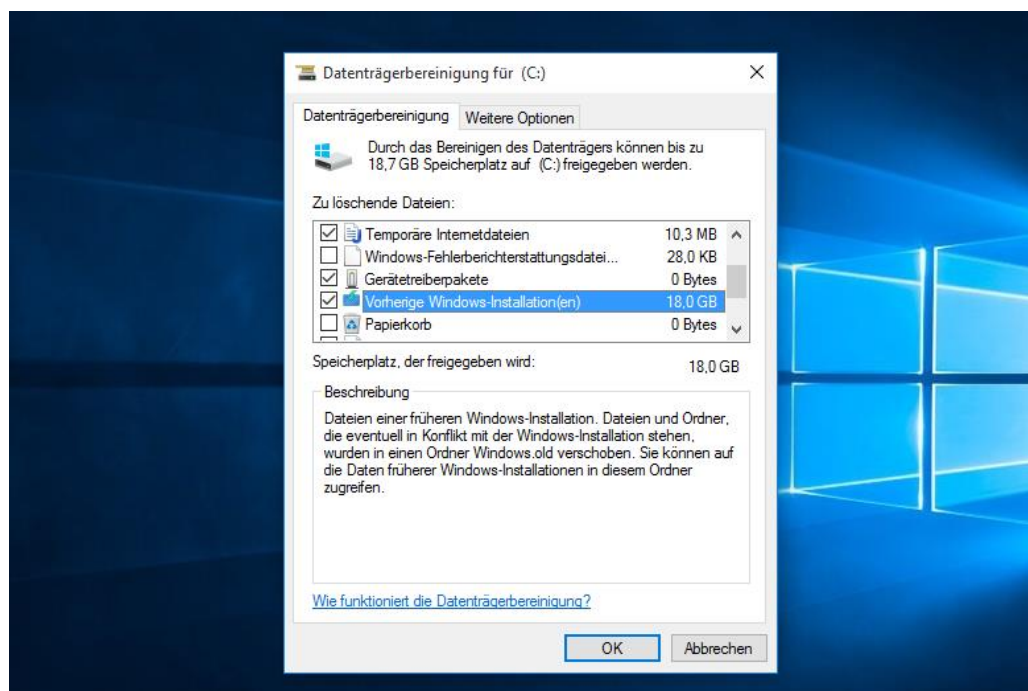 Datenträgerbereinigung für (C:)
Datenträgerbereinigung Weitere Optionen
Durch das Bereinigen des Datenträgers können bis zu
18,7 GB Speicherplatz auf (C:) freigegeben werden.
Zu löschende Dateien:
Temporäre Internetdateien 10,3 MB
Windows-Fehlerberichterstattungsdatei... 28,0 KB
Gerätetreiberpakete 0 Bytes
Vorherige Windows-Installation(en) 18,0 GB
Papierkorb 0 Bytes
Speicherplatz, der freigegeben wird: 18,0 GB
Beschreibung
Dateien einer früheren Windows-Installation. Dateien und Ordner,
die eventuell in Konflikt mit der Windows-Installation stehen,
wurden in einen Ordner Windows.old verschoben. Sie können auf
die Daten früherer Windows-Installationen in diesem Ordner
zugreifen.
Wie funktioniert die Datenträgerbereinigung?
OK Abbrechen